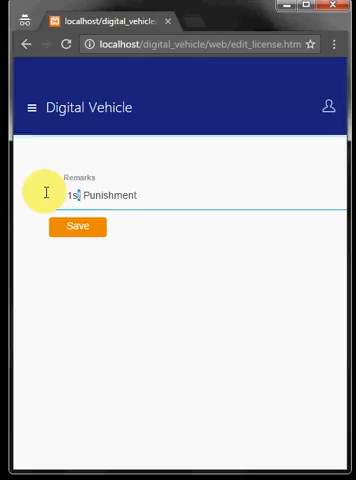 localhost/digital_vehicle
localhost/digital_vehicle/web/edit_license.htm
Digital Vehicle
Remarks
1st Punishment
Save